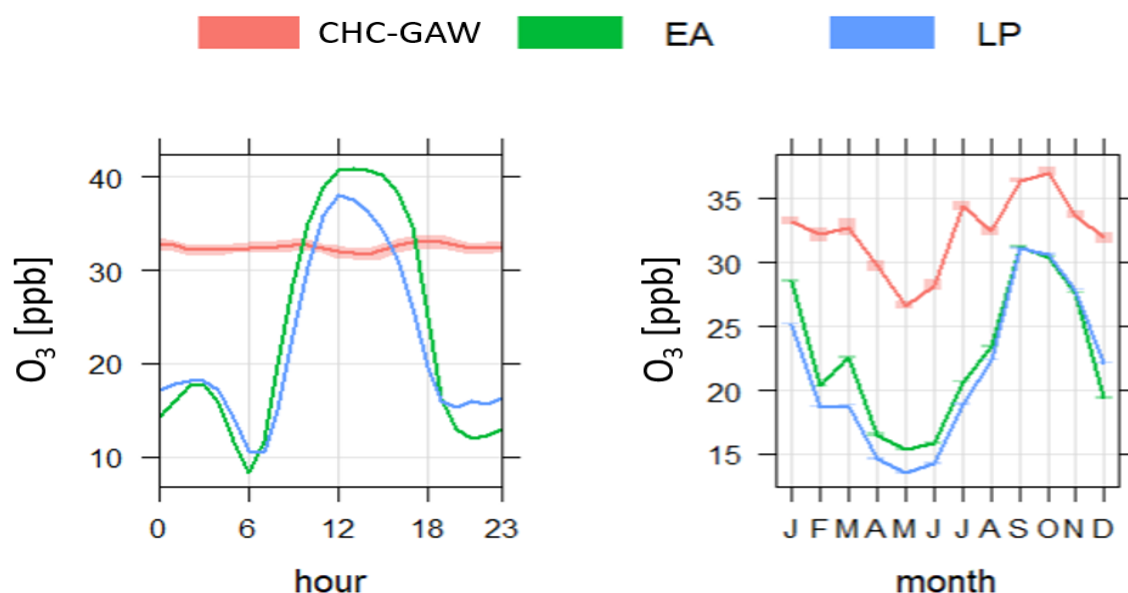 CHC-GAW EA LP
O₃ [ppb]
40
30
20
10
0 6 12 18 23
hour
O₃ [ppb]
35
30
25
20
15
J F M A M J J A S O N D
month